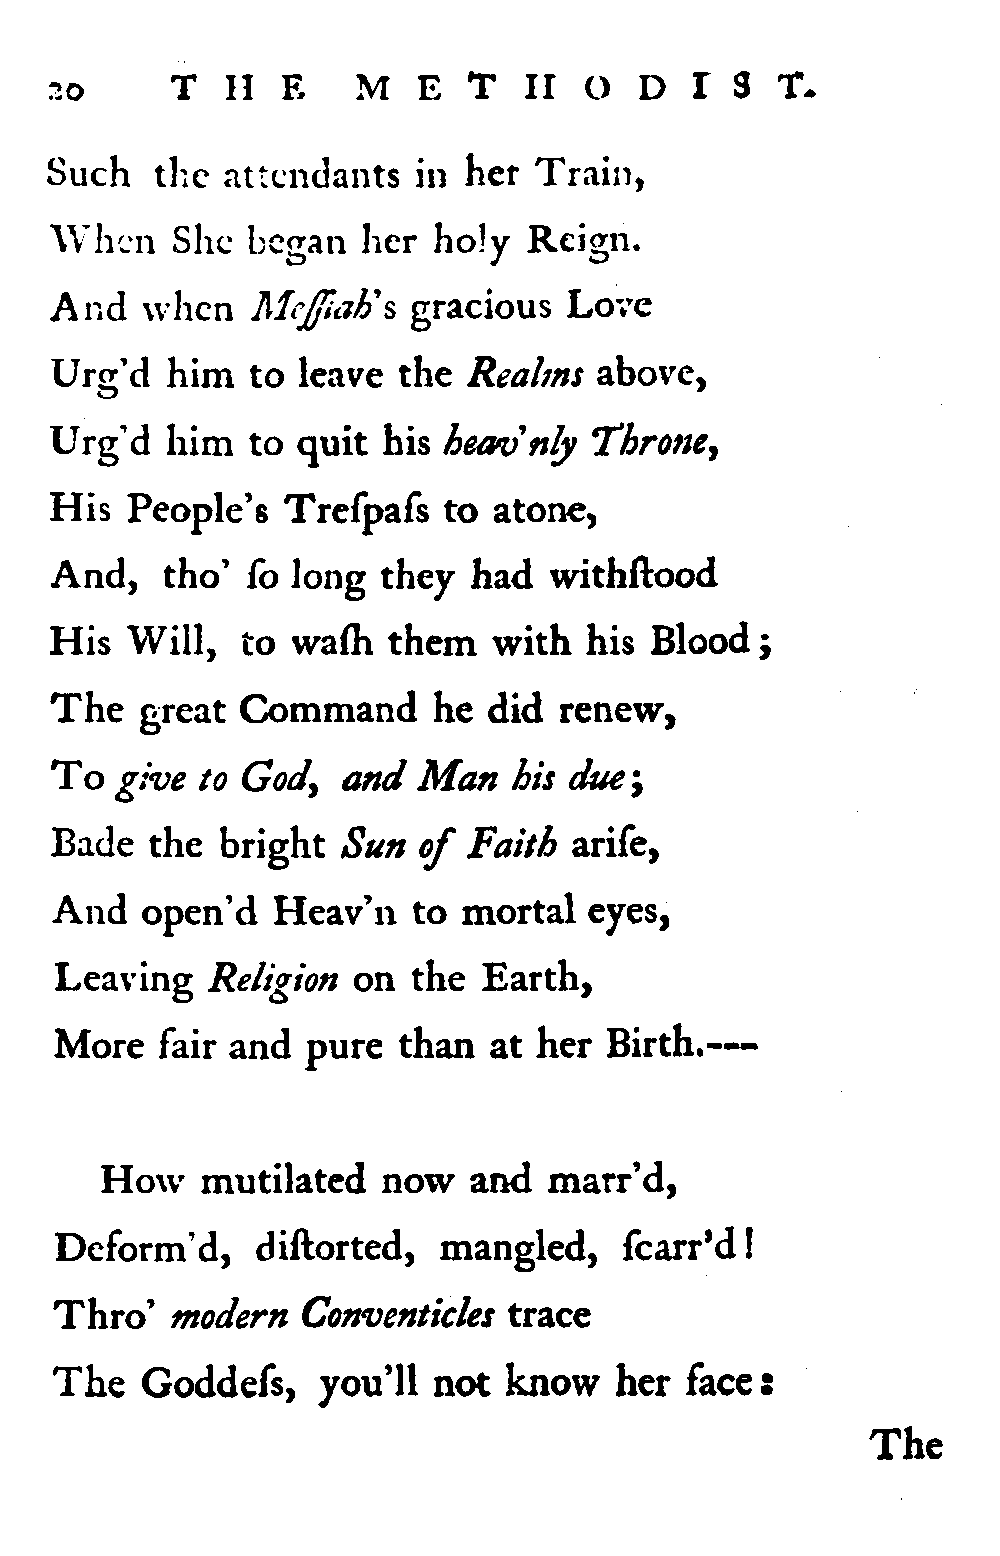 20 THE METHODIST.
Such the attendants in her Train,
When She began her holy Reign.
And when Meſſiah's gracious Love
Urg'd him to leave the Realms above,
Urg'd him to quit his heav'nly Throne,
His People's Treſpaſs to atone,
And, tho' ſo long they had withſtood
His Will, to waſh them with his Blood;
The great Command he did renew,
To give to God, and Man his due;
Bade the bright Sun of Faith ariſe,
And open'd Heav'n to mortal eyes,
Leaving Religion on the Earth,
More fair and pure than at her Birth.---
How mutilated now and marr'd,
Deform'd, diſtorted, mangled, ſcarr'd!
Thro' modern Conventicles trace
The Goddeſs, you'll not know her face:
The